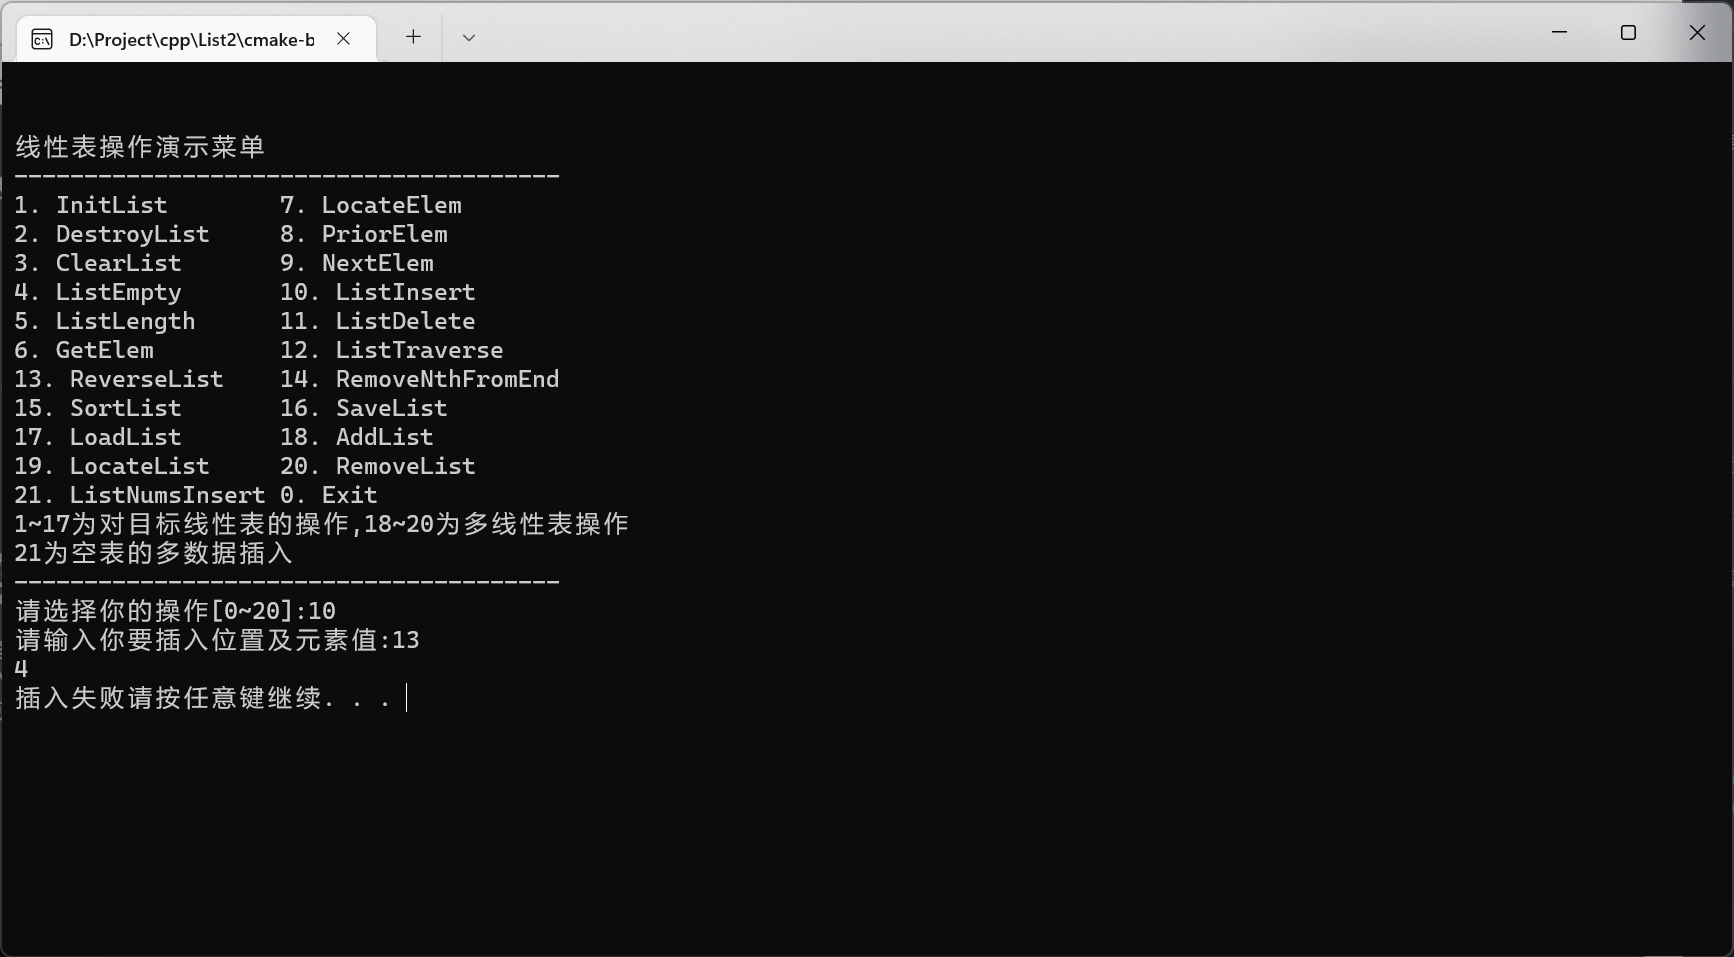 D:\Project\cpp\List2\cmake-b
线性表操作演示菜单
---------------------------------------
1. InitList 7. LocateElem
2. DestroyList 8. PriorElem
3. ClearList 9. NextElem
4. ListEmpty 10. ListInsert
5. ListLength 11. ListDelete
6. GetElem 12. ListTraverse
13. ReverseList 14. RemoveNthFromEnd
15. SortList 16. SaveList
17. LoadList 18. AddList
19. LocateList 20. RemoveList
21. ListNumsInsert 0. Exit
1~17为对目标线性表的操作,18~20为多线性表操作
21为空表的多数据插入
---------------------------------------
请选择你的操作[0~20]:10
请输入你要插入位置及元素值:13
4
插入失败请按任意键继续. . .